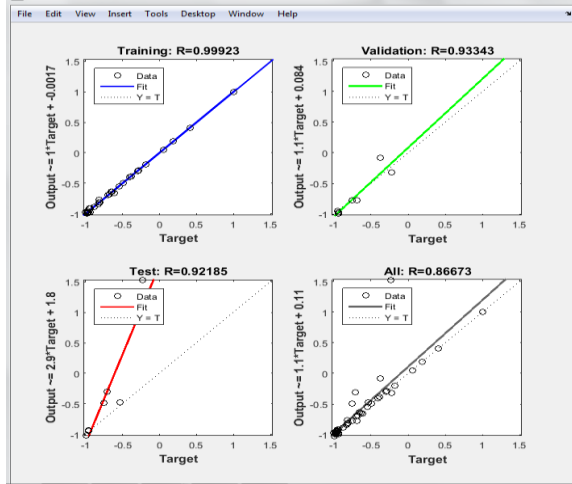 File Edit View Insert Tools Desktop Window Help
Training: R=0.99923
Output ~= 1*Target + -0.0017
1.5
1
0.5
0
-0.5
-1
Data
Fit
Y = T
-1 -0.5 0 0.5 1 1.5
Target
Validation: R=0.93343
Output ~= 1.1*Target + 0.084
1.5
1
0.5
0
-0.5
-1
Data
Fit
Y = T
-1 -0.5 0 0.5 1 1.5
Target
Test: R=0.92185
Output ~= 2.9*Target + 1.8
1.5
1
0.5
0
-0.5
-1
Data
Fit
Y = T
-1 -0.5 0 0.5 1 1.5
Target
All: R=0.86673
Output ~= 1.1*Target + 0.11
1.5
1
0.5
0
-0.5
-1
Data
Fit
Y = T
-1 -0.5 0 0.5 1 1.5
Target